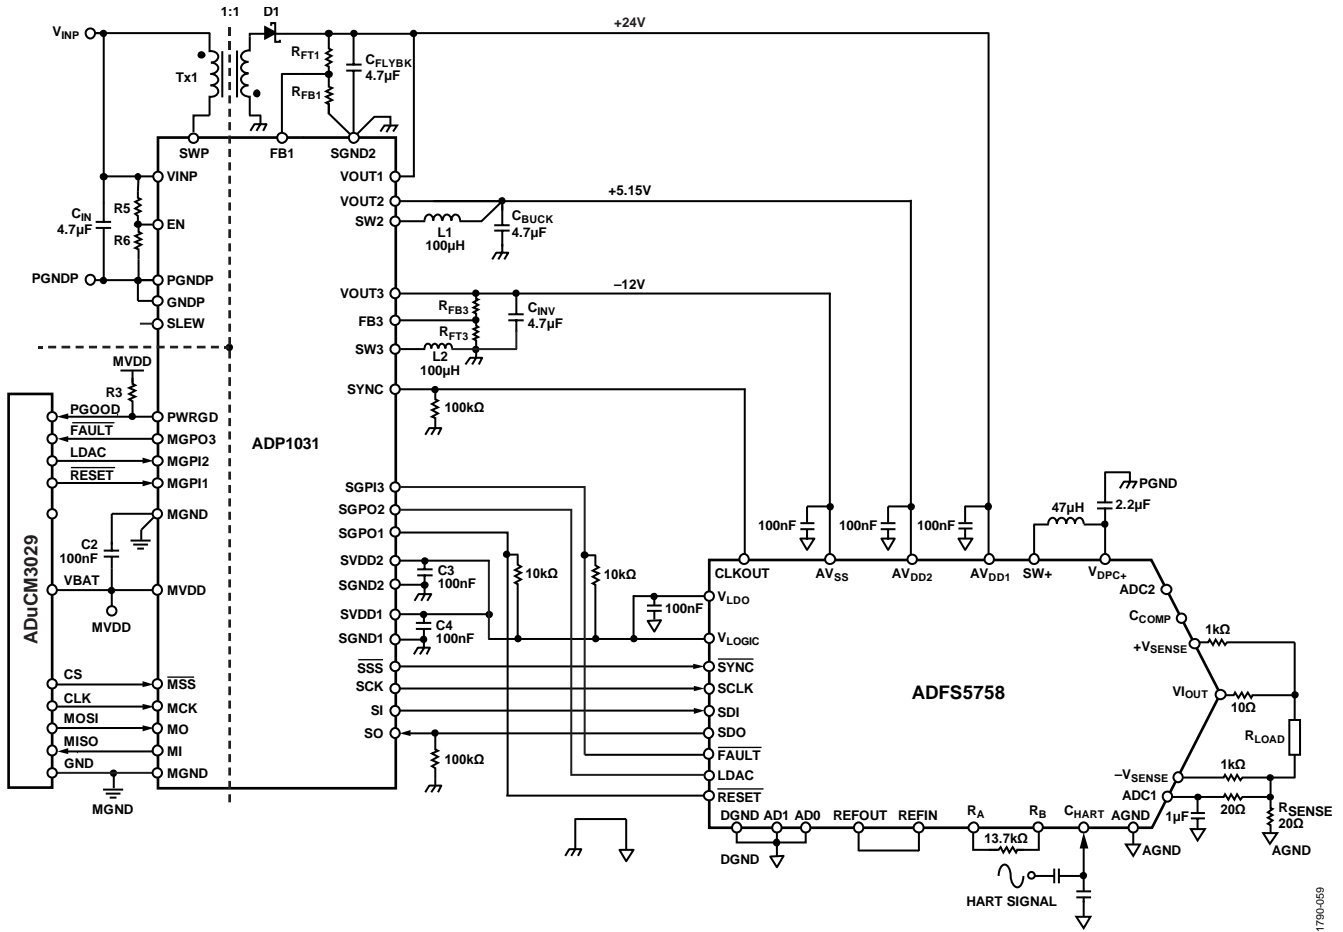 1:1
D1
VINP
+24V
RFT1
CFLYBK
4.7µF
Tx1
RFB1
SWP
FB1
SGND2
VINP
VOUT1
VOUT2
+5.15V
CIN
4.7µF
R5
EN
R6
SW2
L1
100µH
CBUCK
4.7µF
PGNDP
PGNDP
GNDP
SLEW
VOUT3
–12V
RFB3
CINV
4.7µF
FB3
RFT3
SW3
L2
100µH
MVDD
R3
SYNC
100kΩ
PGOOD
PWRGD
FAULT
MGPO3
LDAC
MGPI2
RESET
MGPI1
ADP1031
ADuCM3029
MGND
C2
100nF
VBAT
MVDD
MVDD
SGPI3
SGPO2
SGPO1
SVDD2
C3
100nF
SGND2
SVDD1
C4
100nF
SGND1
10kΩ
10kΩ
100nF
100nF
100nF
100nF
47µH
2.2µF
PGND
CS
MSS
CLK
MCK
MOSI
MO
MISO
MI
GND
MGND
MGND
SSS
SCK
SI
SO
100kΩ
CLKOUT
AVSS
AVDD2
AVDD1
SW+
VDPC+
VLDO
VLOGIC
SYNC
SCLK
SDI
SDO
FAULT
LDAC
RESET
ADFS5758
ADC2
CCOMP
+VSENSE
1kΩ
VIOUT
10Ω
RLOAD
–VSENSE
1kΩ
ADC1
1µF
20Ω
RSENSE
20Ω
AGND
DGND
AD1
AD0
REFOUT
REFIN
RA
RB
CHART
AGND
AGND
DGND
13.7kΩ
HART SIGNAL
1790-059